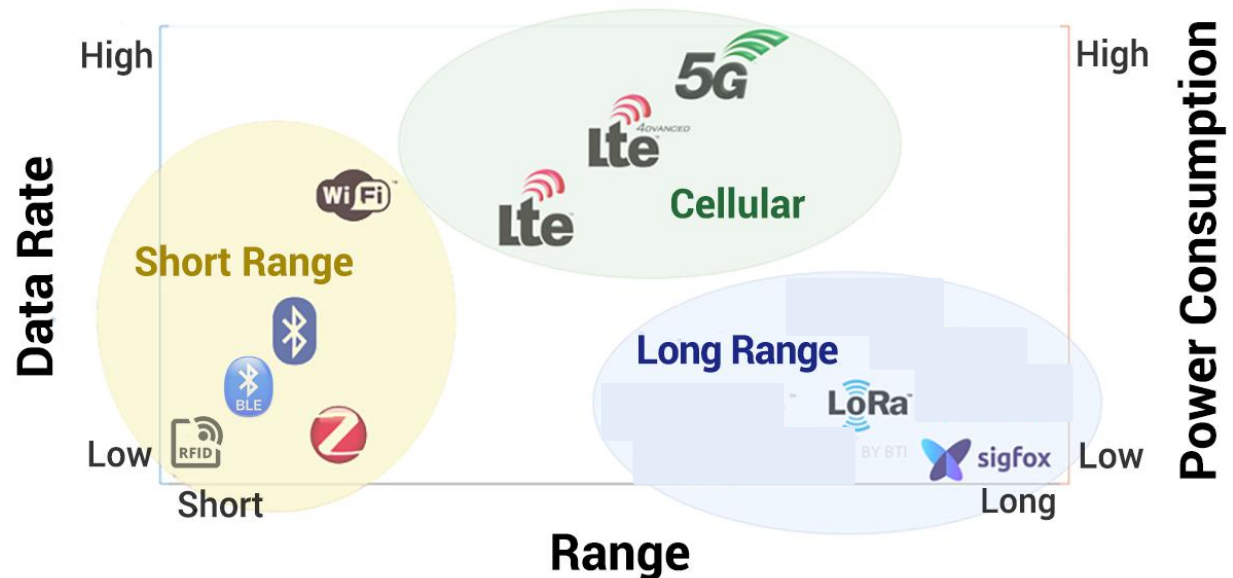 High
High
5G
4DVANCED
Lte
WiFi
Lte
Cellular
Short Range
Data Rate
Power Consumption
Long Range
BLE
LoRa
RFID
Z
BY BTI
sigfox
Low
Low
Short
Long
Range